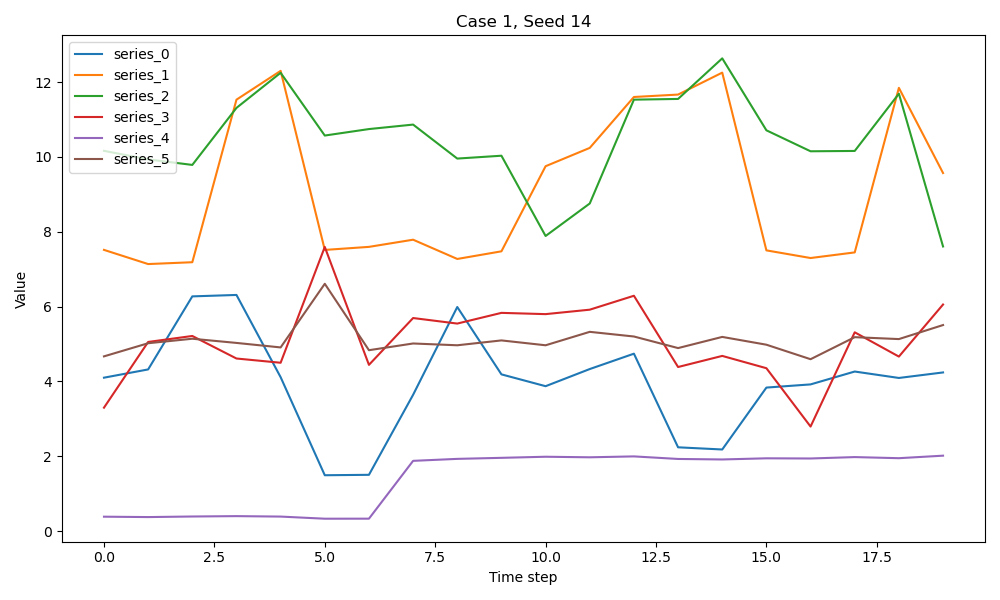 Case 1, Seed 14
series_0
series_1
series_2
series_3
series_4
series_5
Value
12
10
8
6
4
2
0
0.0 2.5 5.0 7.5 10.0 12.5 15.0 17.5
Time step